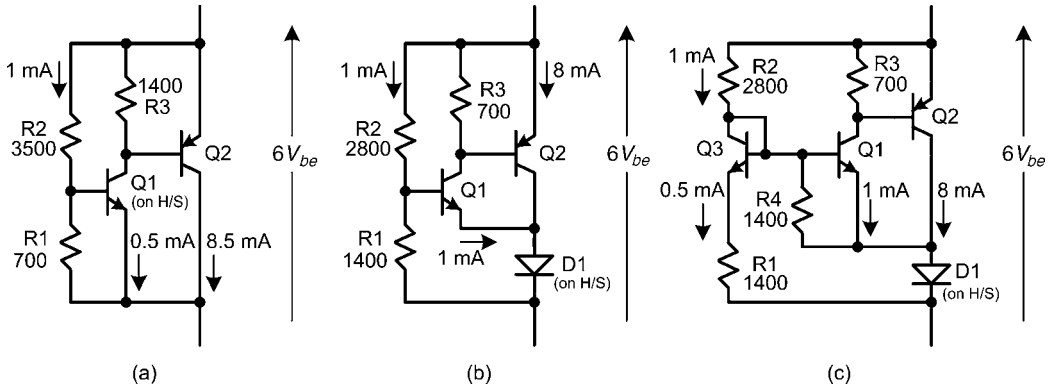 1 mA
1400
R3
R2
3500
Q2
Q1
(on H/S)
R1
700
0.5 mA
8.5 mA
6Vbe
(a)
1 mA
8 mA
R3
700
R2
2800
Q2
Q1
R1
1400
1 mA
D1
(on H/S)
6Vbe
(b)
1 mA
R2
2800
R3
700
Q2
Q3
Q1
0.5 mA
R4
1400
1 mA
8 mA
R1
1400
D1
(on H/S)
6Vbe
(c)